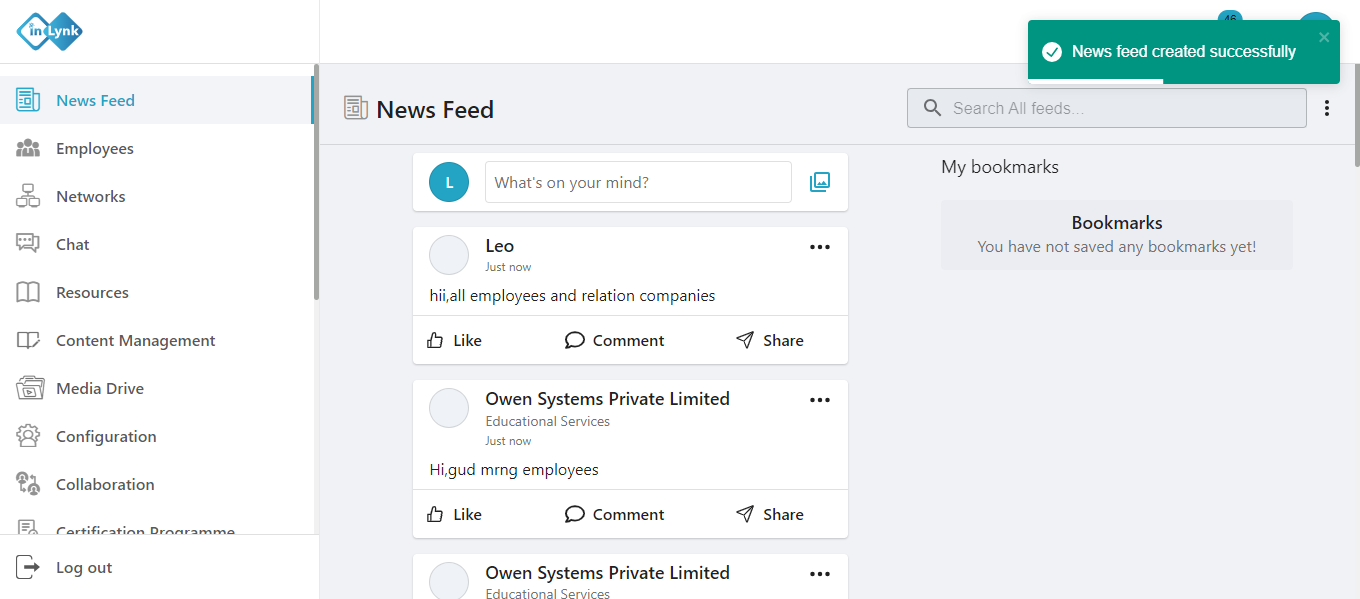 inLynk
46
News feed created successfully
News Feed
Employees
Networks
Chat
Resources
Content Management
Media Drive
Configuration
Collaboration
Certification Programme
Log out
News Feed
Search All feeds...
L
What's on your mind?
Leo
Just now
hii,all employees and relation companies
Like Comment Share
Owen Systems Private Limited
Educational Services
Just now
Hi,gud mrng employees
Like Comment Share
Owen Systems Private Limited
Educational Services
My bookmarks
Bookmarks
You have not saved any bookmarks yet!